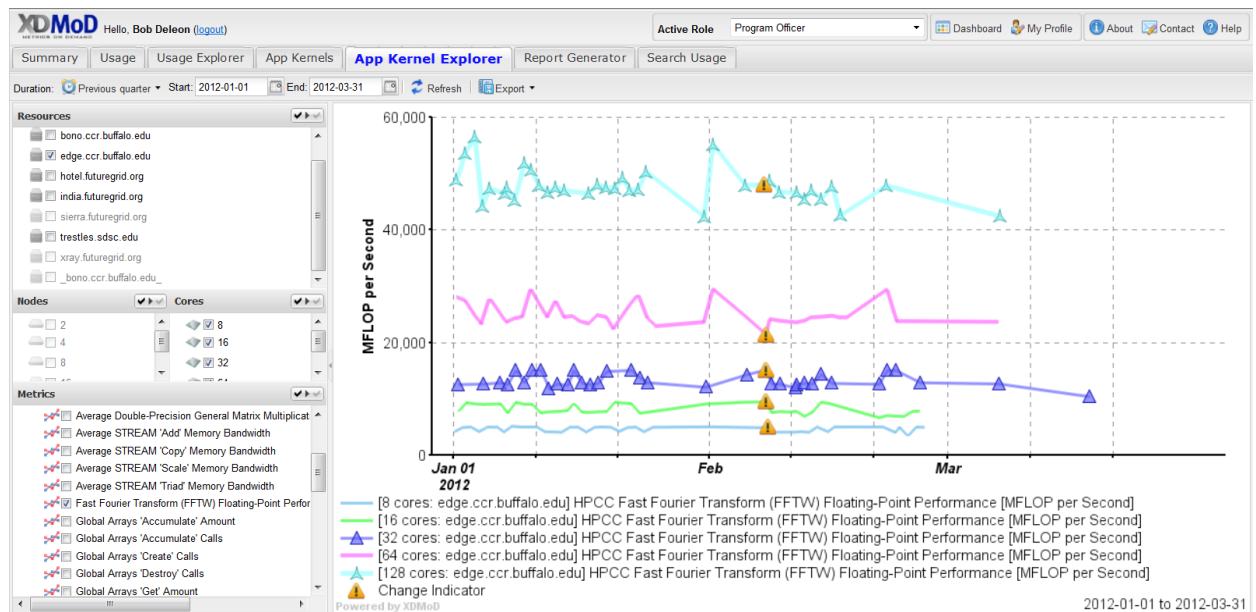 XDMoD Hello, Bob Deleon (logout) Active Role Program Officer Dashboard My Profile About Contact Help
METRICS ON DEMAND
Summary Usage Usage Explorer App Kernels App Kernel Explorer Report Generator Search Usage
Duration: Previous quarter Start: 2012-01-01 End: 2012-03-31 Refresh Export
Resources
bono.ccr.buffalo.edu
edge.ccr.buffalo.edu
hotel.futuregrid.org
india.futuregrid.org
sierra.futuregrid.org
trestles.sdsc.edu
xray.futuregrid.org
_bono.ccr.buffalo.edu_
Nodes Cores
2 8
4 16
8 32
16 64
Metrics
Average Double-Precision General Matrix Multiplicat
Average STREAM 'Add' Memory Bandwidth
Average STREAM 'Copy' Memory Bandwidth
Average STREAM 'Scale' Memory Bandwidth
Average STREAM 'Triad' Memory Bandwidth
Fast Fourier Transform (FFTW) Floating-Point Perfor
Global Arrays 'Accumulate' Amount
Global Arrays 'Accumulate' Calls
Global Arrays 'Create' Calls
Global Arrays 'Destroy' Calls
Global Arrays 'Get' Amount
MFLOP per Second
60,000
40,000
20,000
0
Jan 01 Feb Mar
2012
[8 cores: edge.ccr.buffalo.edu] HPCC Fast Fourier Transform (FFTW) Floating-Point Performance [MFLOP per Second]
[16 cores: edge.ccr.buffalo.edu] HPCC Fast Fourier Transform (FFTW) Floating-Point Performance [MFLOP per Second]
[32 cores: edge.ccr.buffalo.edu] HPCC Fast Fourier Transform (FFTW) Floating-Point Performance [MFLOP per Second]
[64 cores: edge.ccr.buffalo.edu] HPCC Fast Fourier Transform (FFTW) Floating-Point Performance [MFLOP per Second]
[128 cores: edge.ccr.buffalo.edu] HPCC Fast Fourier Transform (FFTW) Floating-Point Performance [MFLOP per Second]
Change Indicator
Powered by XDMoD 2012-01-01 to 2012-03-31